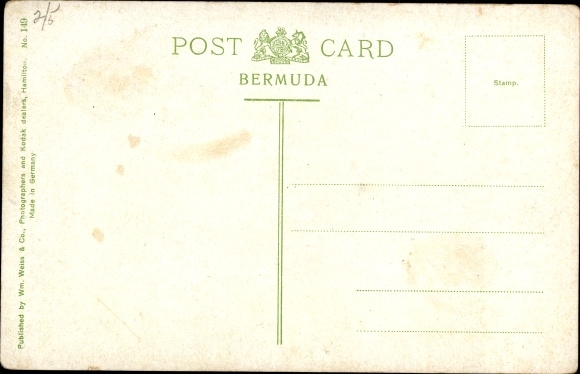 2/5
POST CARD
BERMUDA
Stamp.
Published by Wm. Weiss & Co., Photographers and Kodak dealers, Hamilton. No. 149
Made in Germany